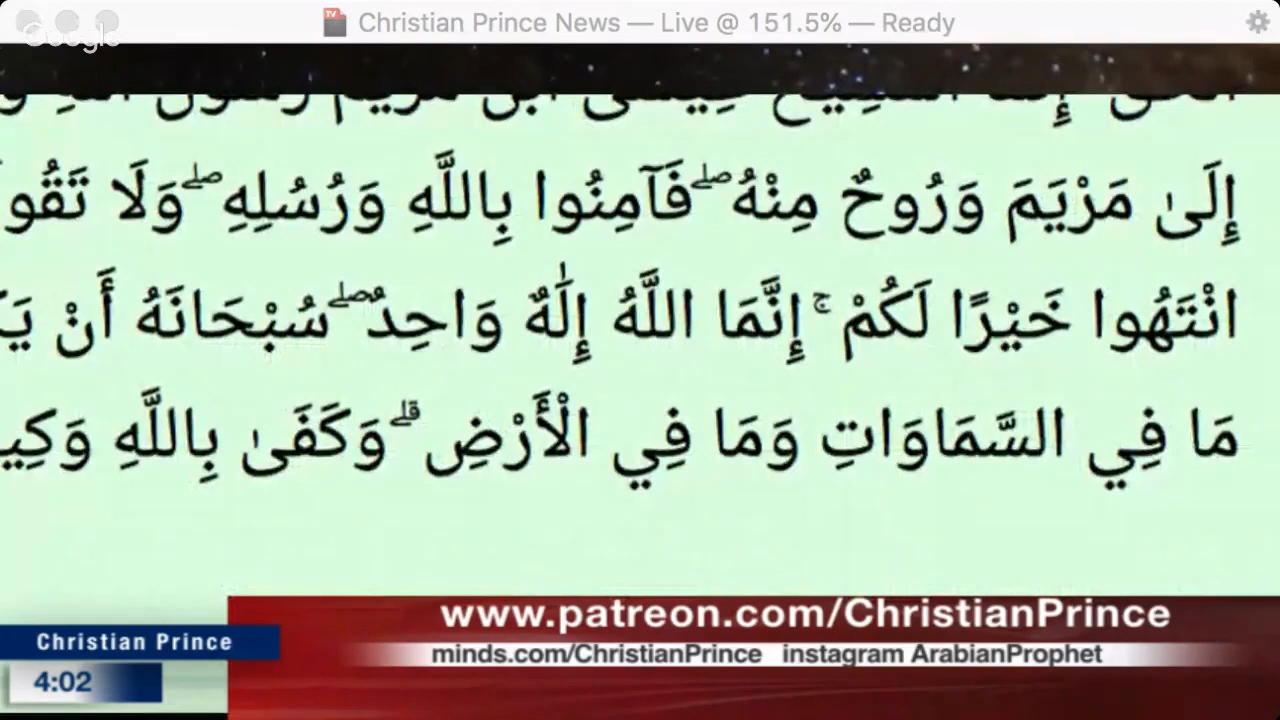 Christian Prince News — Live @ 151.5% — Ready
Google
إِلَىٰ مَرْيَمَ وَرُوحٌ مِنْهُ ۖ فَآمِنُوا بِاللَّهِ وَرُسُلِهِ ۖ وَلَا
انْتَهُوا خَيْرًا لَكُمْ ۚ إِنَّمَا اللَّهُ إِلَٰهٌ وَاحِدٌ ۖ سُبْحَانَهُ أَنْ
مَا فِي السَّمَاوَاتِ وَمَا فِي الْأَرْضِ ۗ وَكَفَىٰ بِاللَّهِ
www.patreon.com/ChristianPrince
minds.com/ChristianPrince instagram ArabianProphet
Christian Prince
4:02